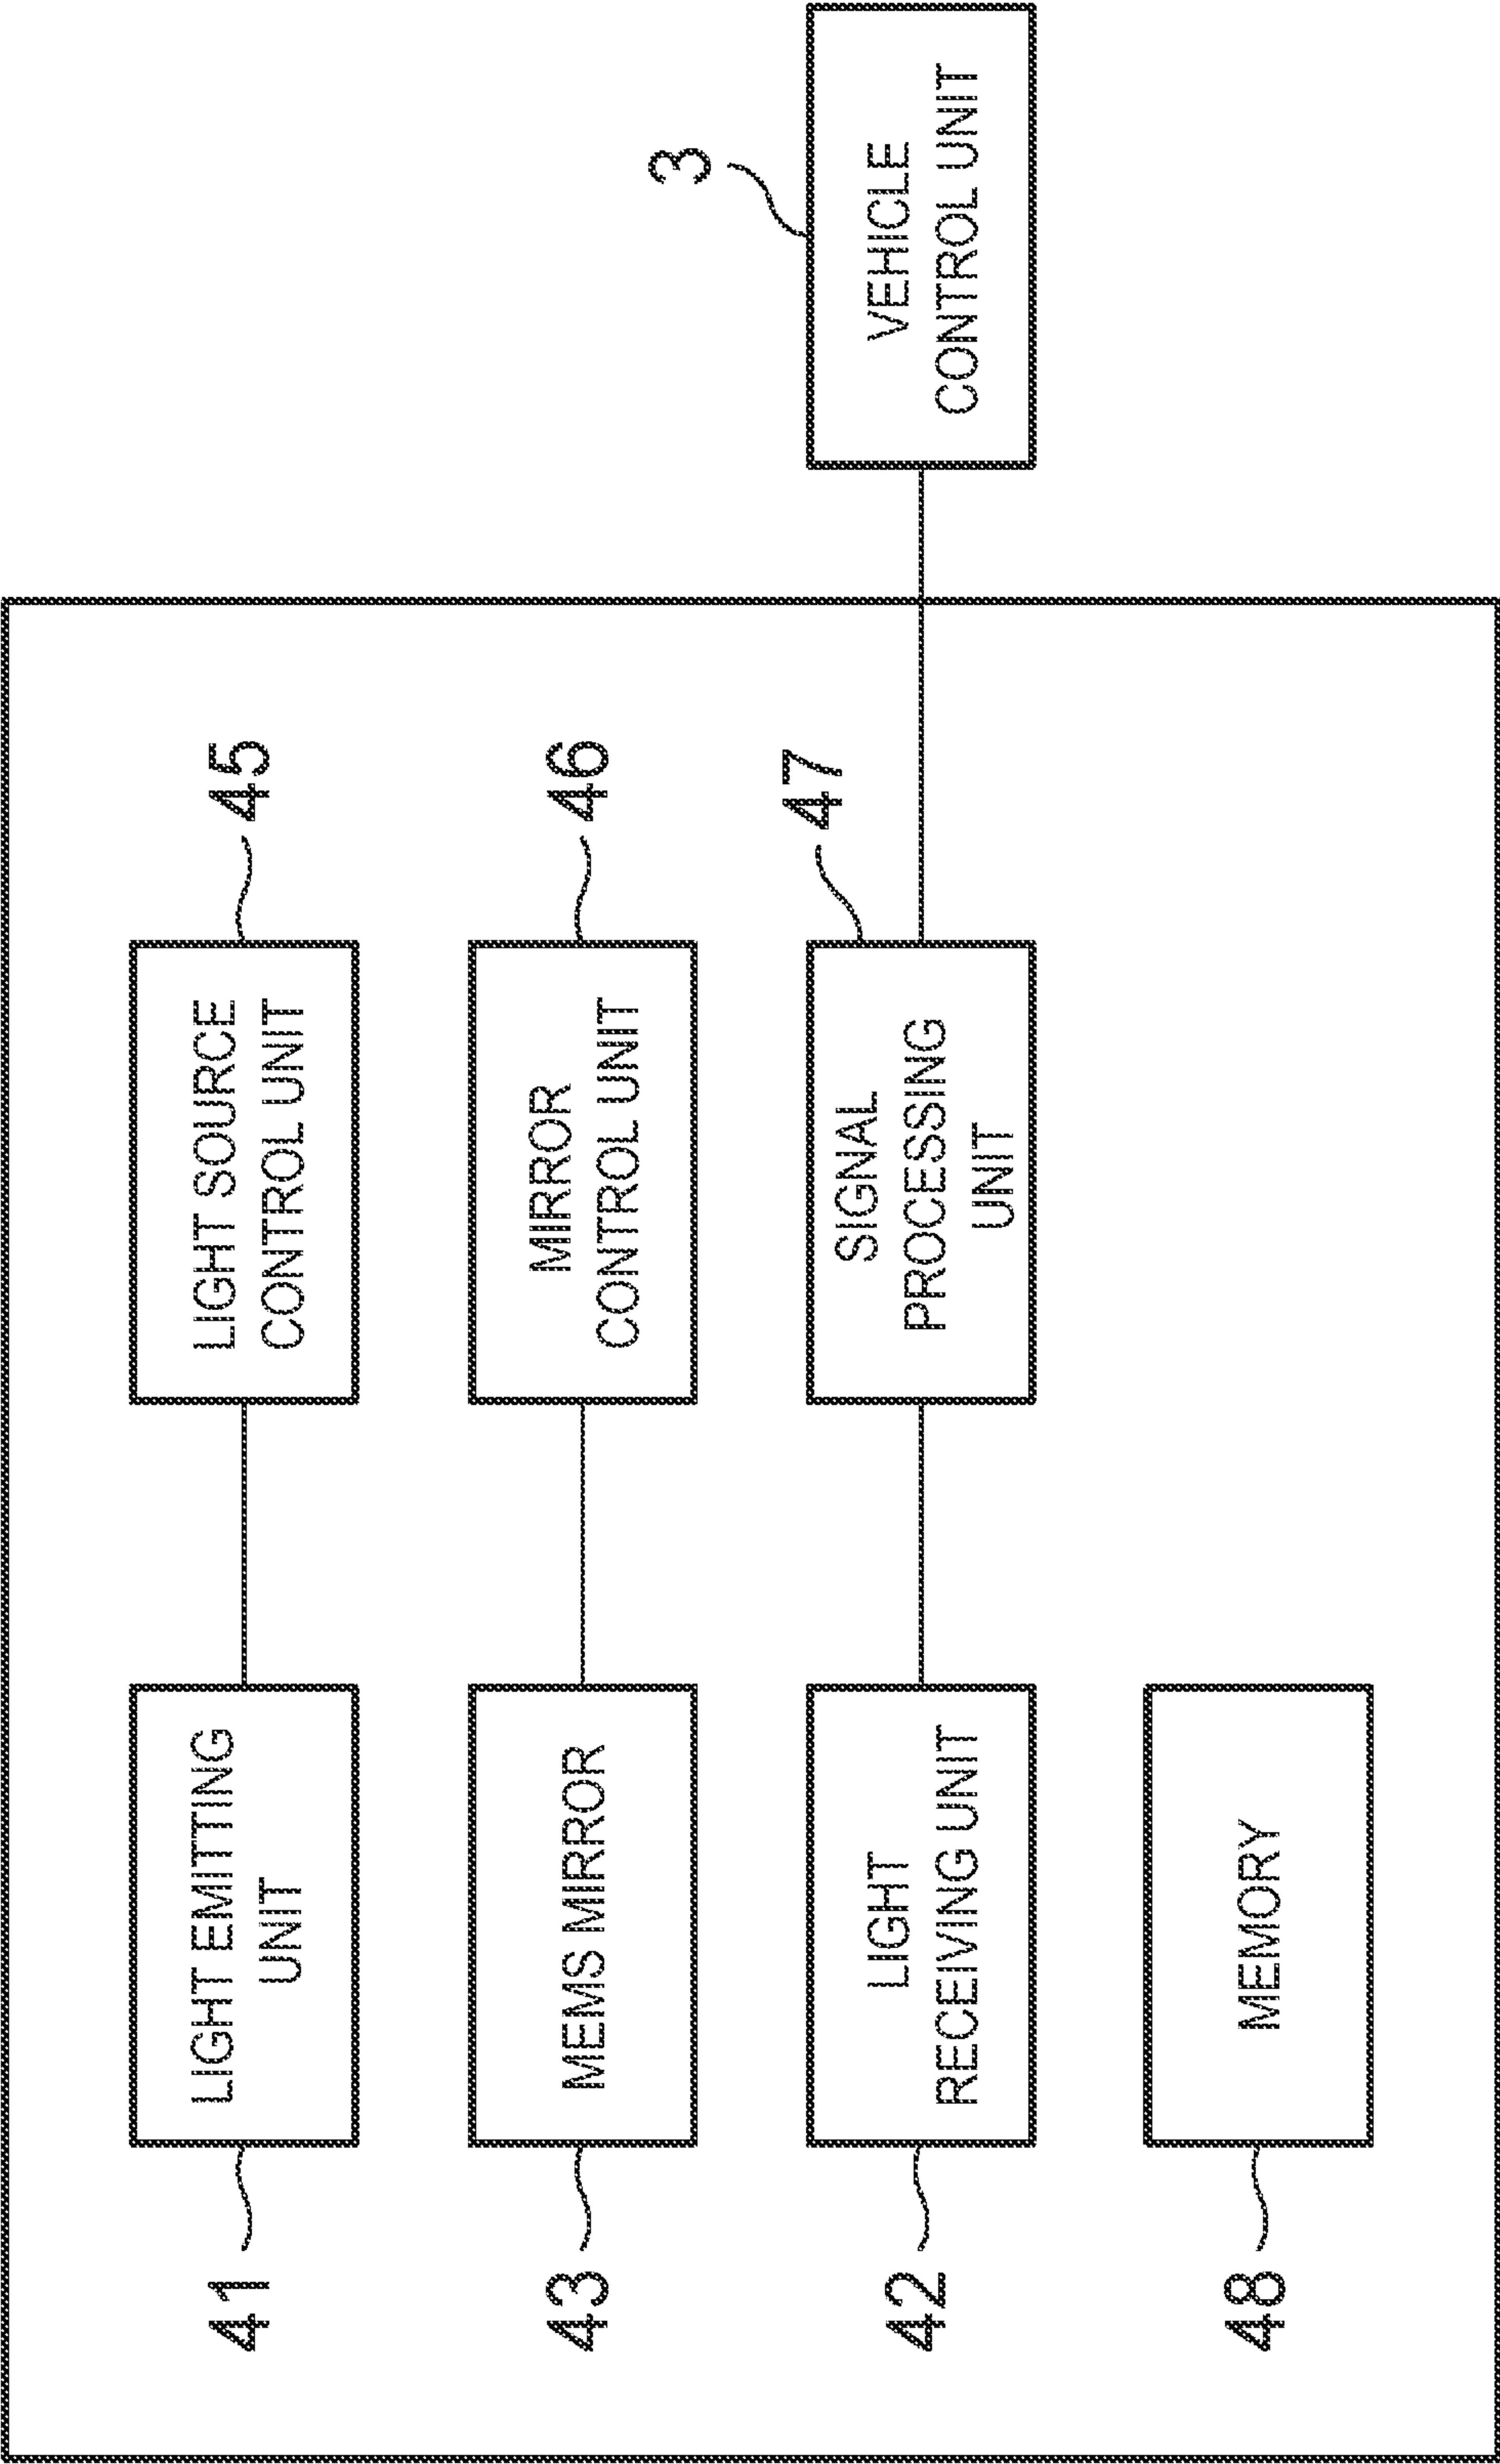 41
LIGHT EMITTING
UNIT
LIGHT SOURCE
CONTROL UNIT
45
43
MEMS MIRROR
MIRROR
CONTROL UNIT
46
42
LIGHT
RECEIVING UNIT
SIGNAL
PROCESSING
UNIT
47
VEHICLE
CONTROL UNIT
3
48
MEMORY